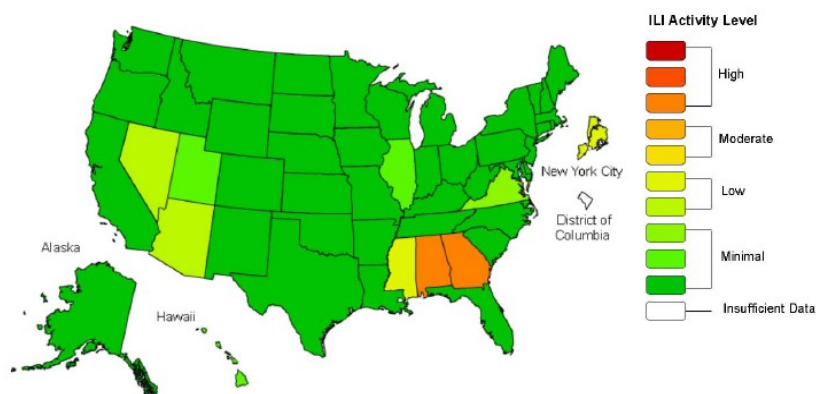 ILI Activity Level
High
Moderate
Low
Minimal
Insufficient Data
New York City
District of
Columbia
Alaska
Hawaii